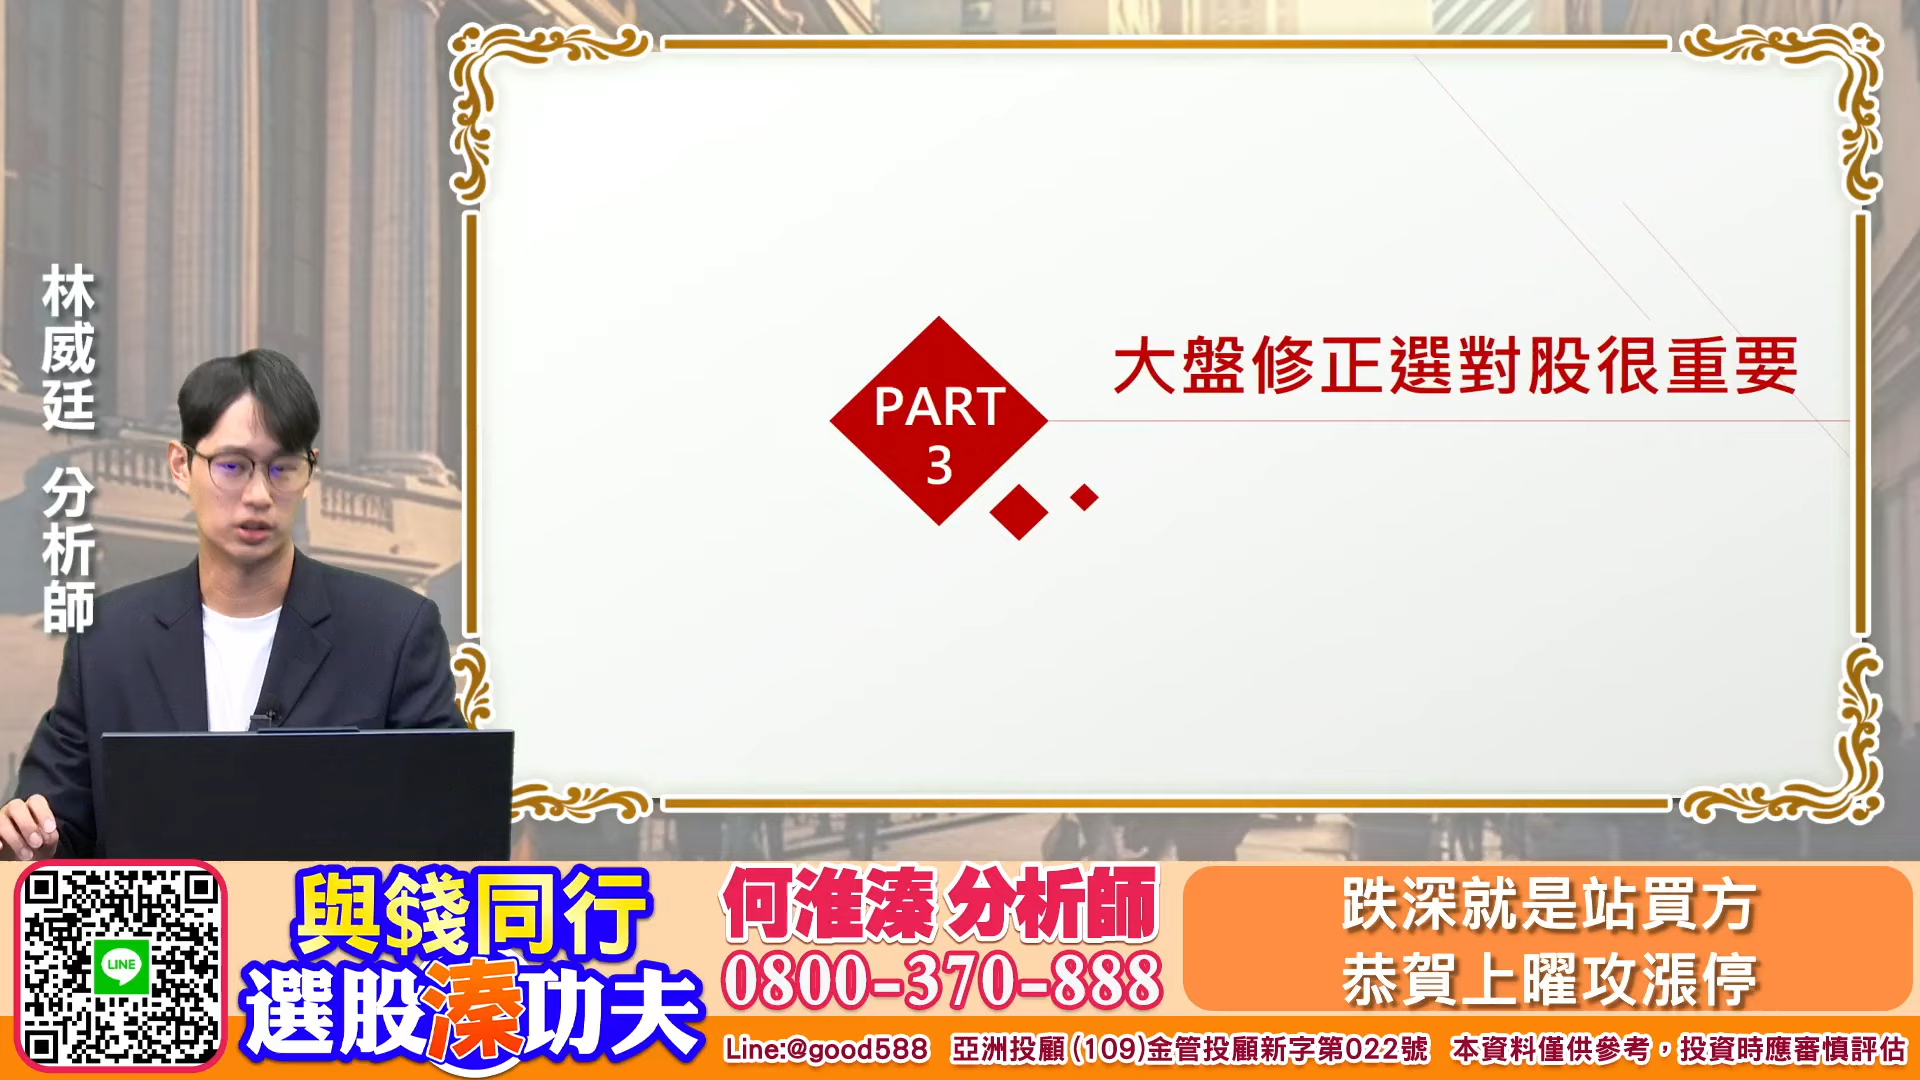 林威廷 分析師
PART
3
大盤修正選對股很重要
LINE
與$錢同行
選股溱功夫
何淮溱 分析師
0800-370-888
跌深就是站買方
恭賀上曜攻漲停
Line:@good588 亞洲投顧 (109)金管投顧新字第022號 本資料僅供參考，投資時應審慎評估